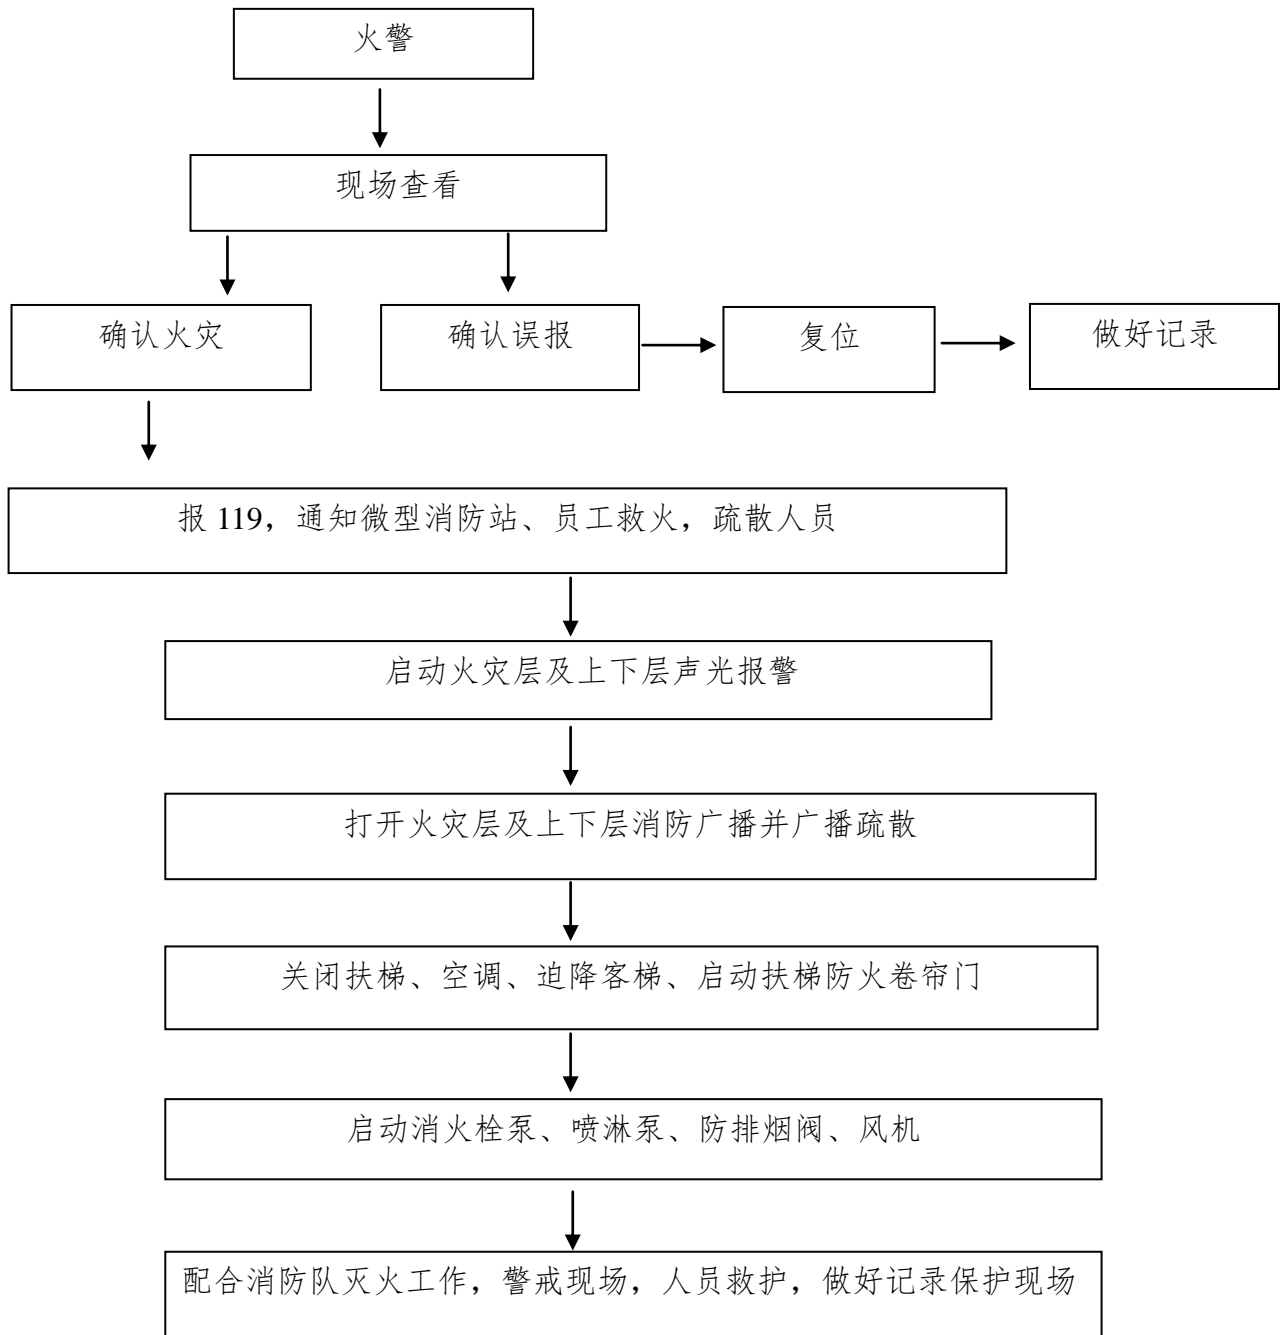 火警
现场查看
确认火灾
确认误报
复位
做好记录
报 119，通知微型消防站、员工救火，疏散人员
启动火灾层及上下层声光报警
打开火灾层及上下层消防广播并广播疏散
关闭扶梯、空调、迫降客梯、启动扶梯防火卷帘门
启动消火栓泵、喷淋泵、防排烟阀、风机
配合消防队灭火工作，警戒现场，人员救护，做好记录保护现场